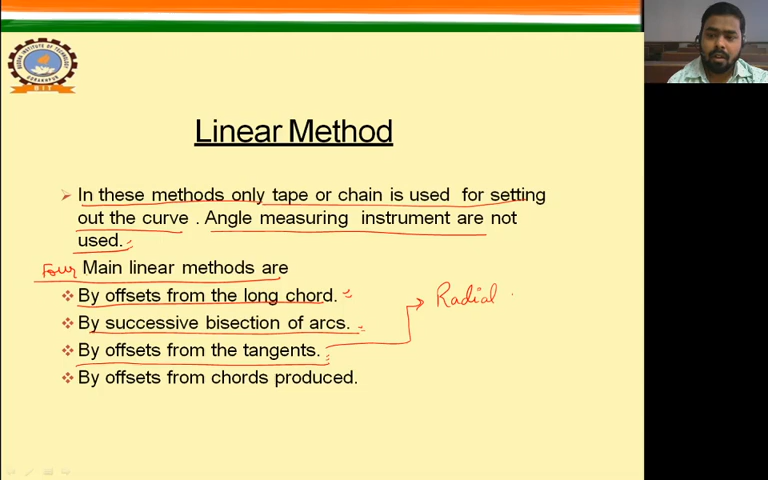 Linear Method
In these methods only tape or chain is used for setting
out the curve . Angle measuring instrument are not
used.
Four Main linear methods are
By offsets from the long chord.
By successive bisection of arcs.
Radial
By offsets from the tangents.
By offsets from chords produced.